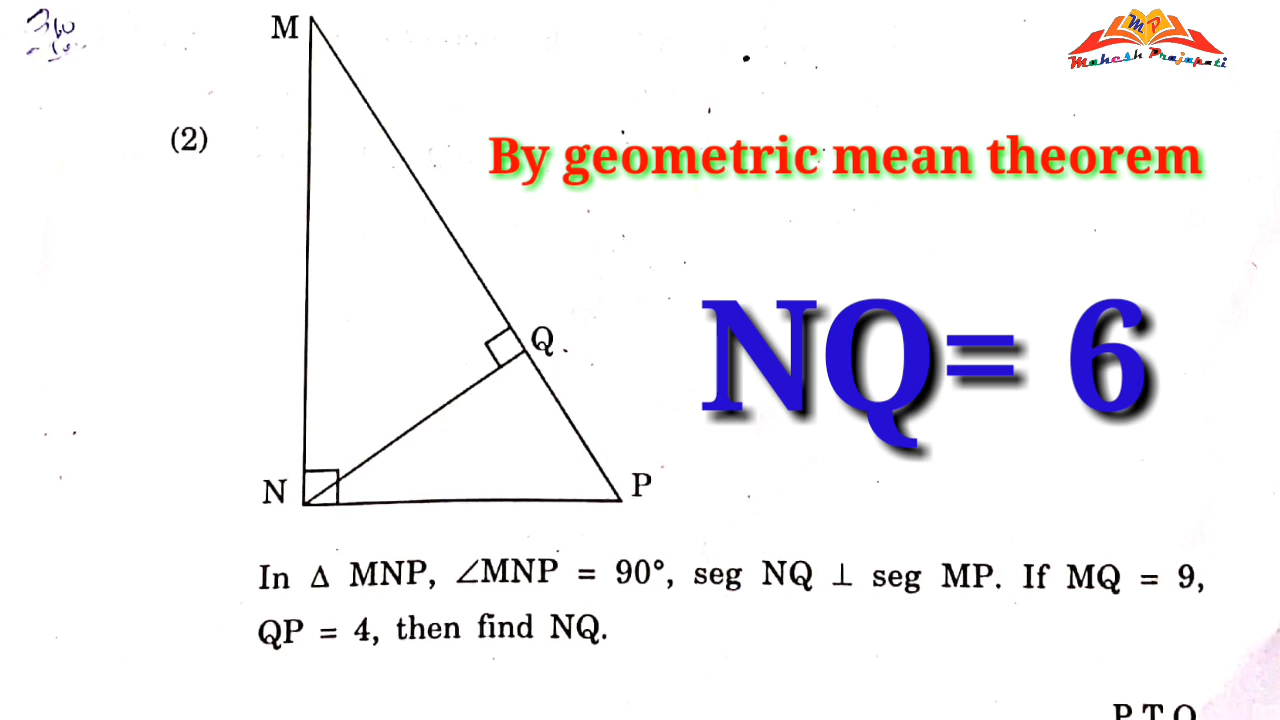 360
M
M P
Mahesh Prajapati
(2)
By geometric mean theorem
Q.
NQ= 6
N
P
In Δ MNP, ∠MNP = 90°, seg NQ ⊥ seg MP. If MQ = 9,
QP = 4, then find NQ.
P.T.O.